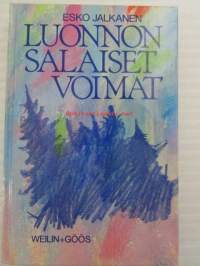 ESKO JALKANEN
LUONNON
SALAISET
VOIMAT
WEILIN+GÖÖS